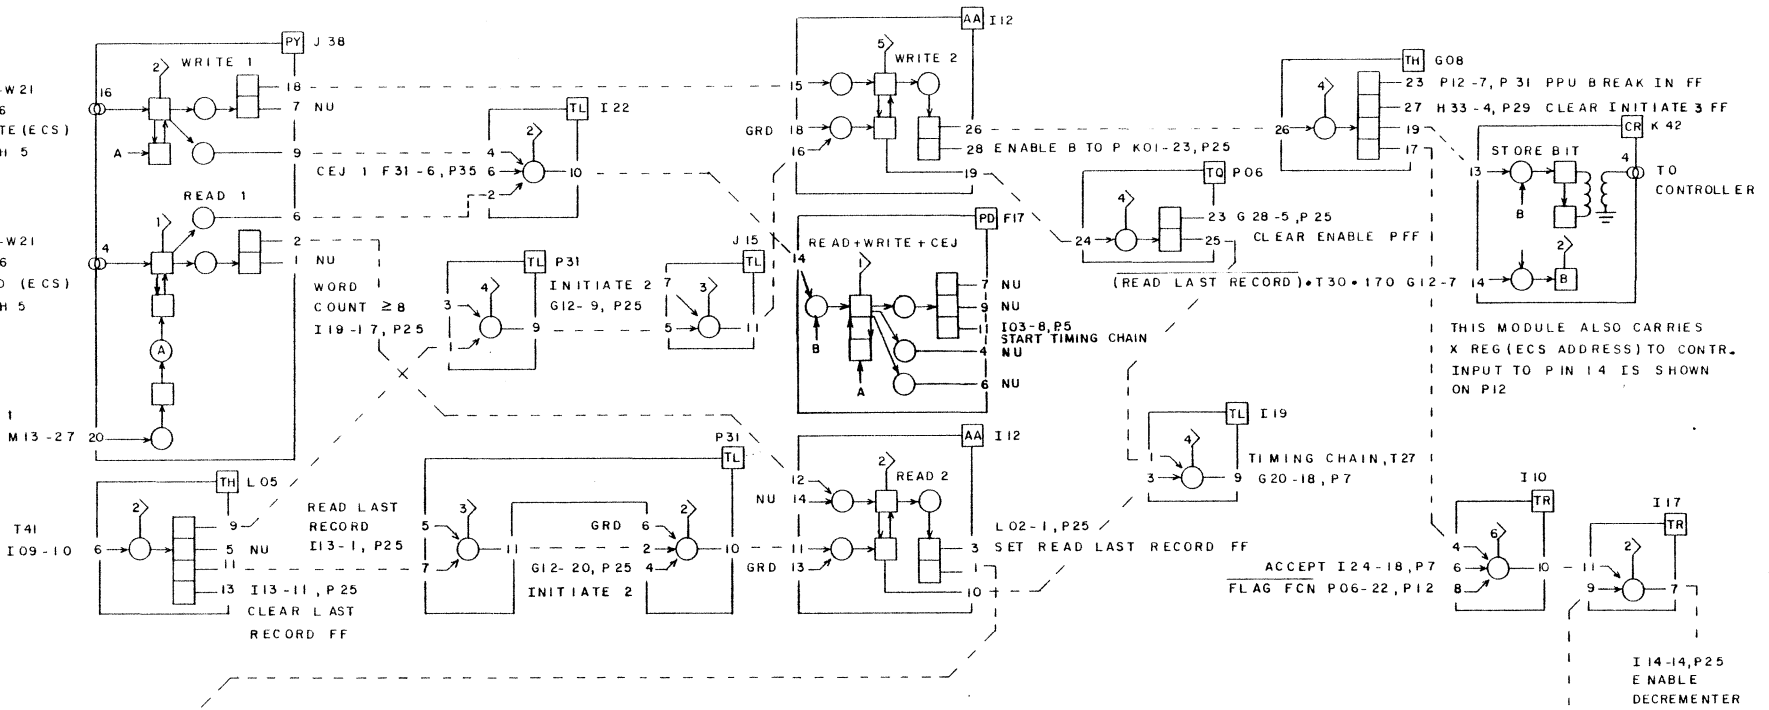 PY J 38
-W21
6
TE (ECS)
H 5
16
2
WRITE 1
18
7 NU
A
9
READ 1
-W21
6
D (ECS)
H 5
4
1
6
2
1 NU
A
1
M13-27 20
TL I 22
2
4
CEJ 1 F31-6, P35 6
2
10
WORD
COUNT ≥ 8
I19-17, P25
TL P31
4
3
1
9
INITIATE 2
G12-9, P25
J 15
TL
7
3
5
11
AA I12
5
WRITE 2
15
GRD 18
16
26
28 ENABLE B TO P K01-23, P25
19
PD F17
READ+WRITE+CEJ
14
1
B
A
7 NU
9 NU
11 I03-8, P5
START TIMING CHAIN
4 NU
6 NU
TH G08
4
26
23 P12-7, P31 PPU BREAK IN FF
27 H33-4, P29 CLEAR INITIATE 3 FF
19
17
TQ P06
4
24
23 G28-5, P25
CLEAR ENABLE P FF
25
CR K 42
STORE BIT
13
B
4
TO
CONTROLLER
(READ LAST RECORD)•T30•170 G12-7 14
2
B
THIS MODULE ALSO CARRIES
X REG (ECS ADDRESS) TO CONTR.
INPUT TO PIN 14 IS SHOWN
ON P12
TH L05
2
T41
I09-10 6
9
5 NU
11
13 I13-11, P25
CLEAR LAST
RECORD FF
P31
TL
READ LAST
RECORD
I13-1, P25
5
7
3
11
GRD 6
2
G12-20, P25 4
INITIATE 2
2
10
AA I12
2
READ 2
12
NU 14
11
GRD 13
L02-1, P25
3 SET READ LAST RECORD FF
1
10
TL I19
4
1
3
9
TIMING CHAIN, T27
G20-18, P7
I10
TR
6
4
ACCEPT I24-18, P7 6
FLAG FCN P06-22, P12 8
10
I17
TR
2
11
9
7
I14-14, P25
ENABLE
DECREMENTER